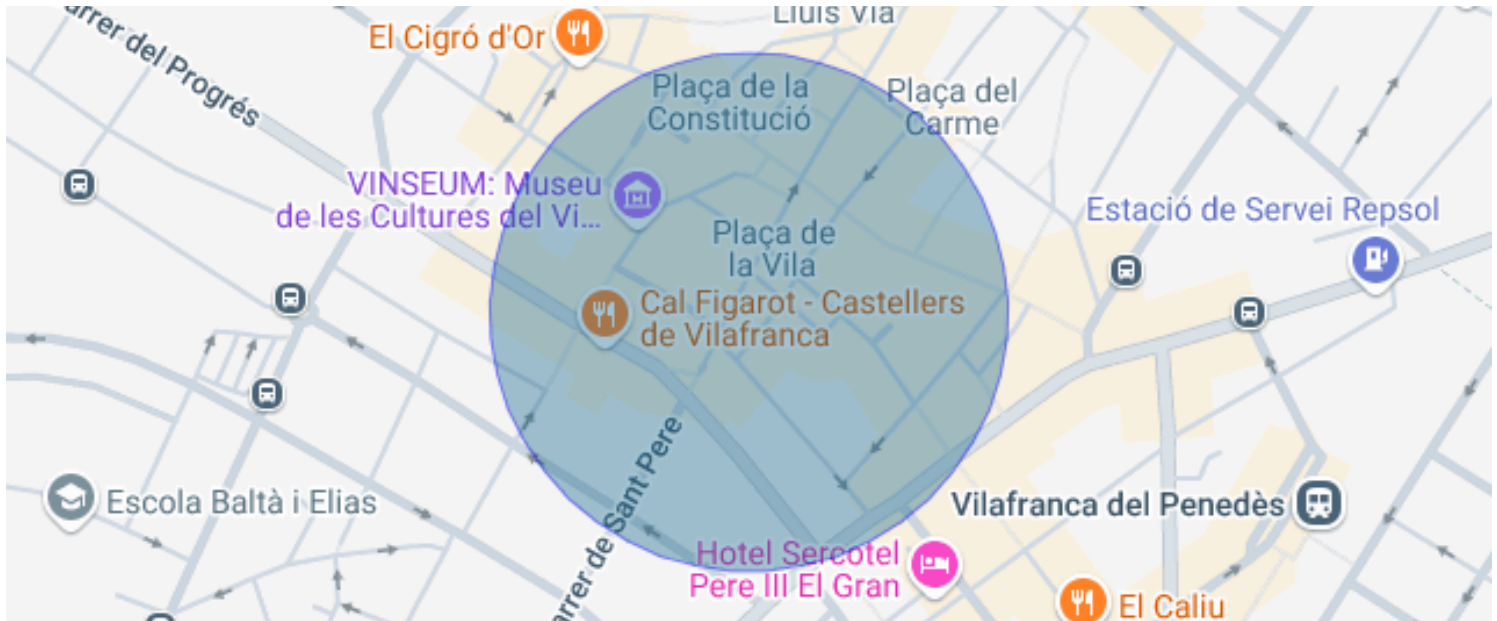 Lluís Via
El Cigró d'Or
arrer del Progrés
Plaça de la
Constitució
Plaça del
Carme
VINSEUM: Museu
de les Cultures del Vi...
Estació de Servei Repsol
Plaça de
la Vila
Cal Figarot - Castellers
de Vilafranca
arrer de Sant Pere
Escola Baltà i Elias
Vilafranca del Penedès
Hotel Sercotel
Pere III El Gran
El Caliu